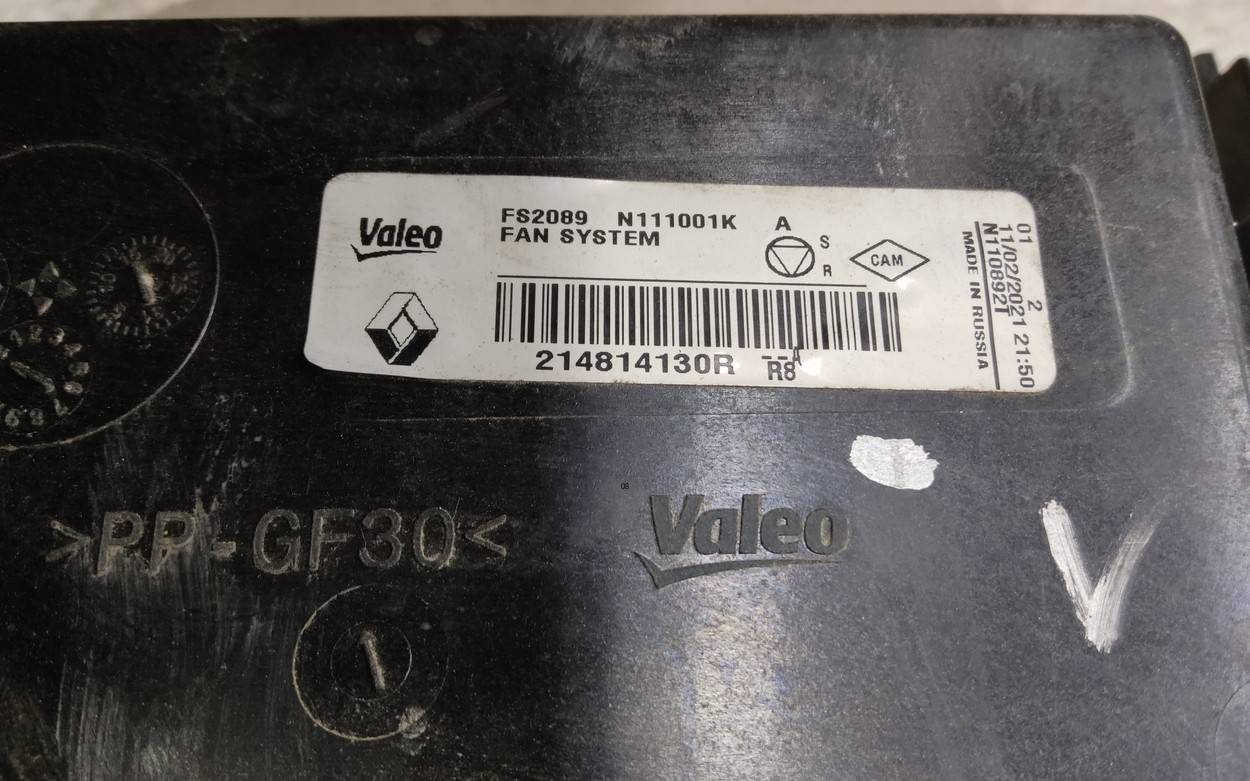 Valeo
FS2089 N111001K
FAN SYSTEM
A
S
R
CAM
214814130R --A
R8
01 2
11/02/2021 21:50
N110892T
MADE IN RUSSIA
>PP-GF30<
08
Valeo
V